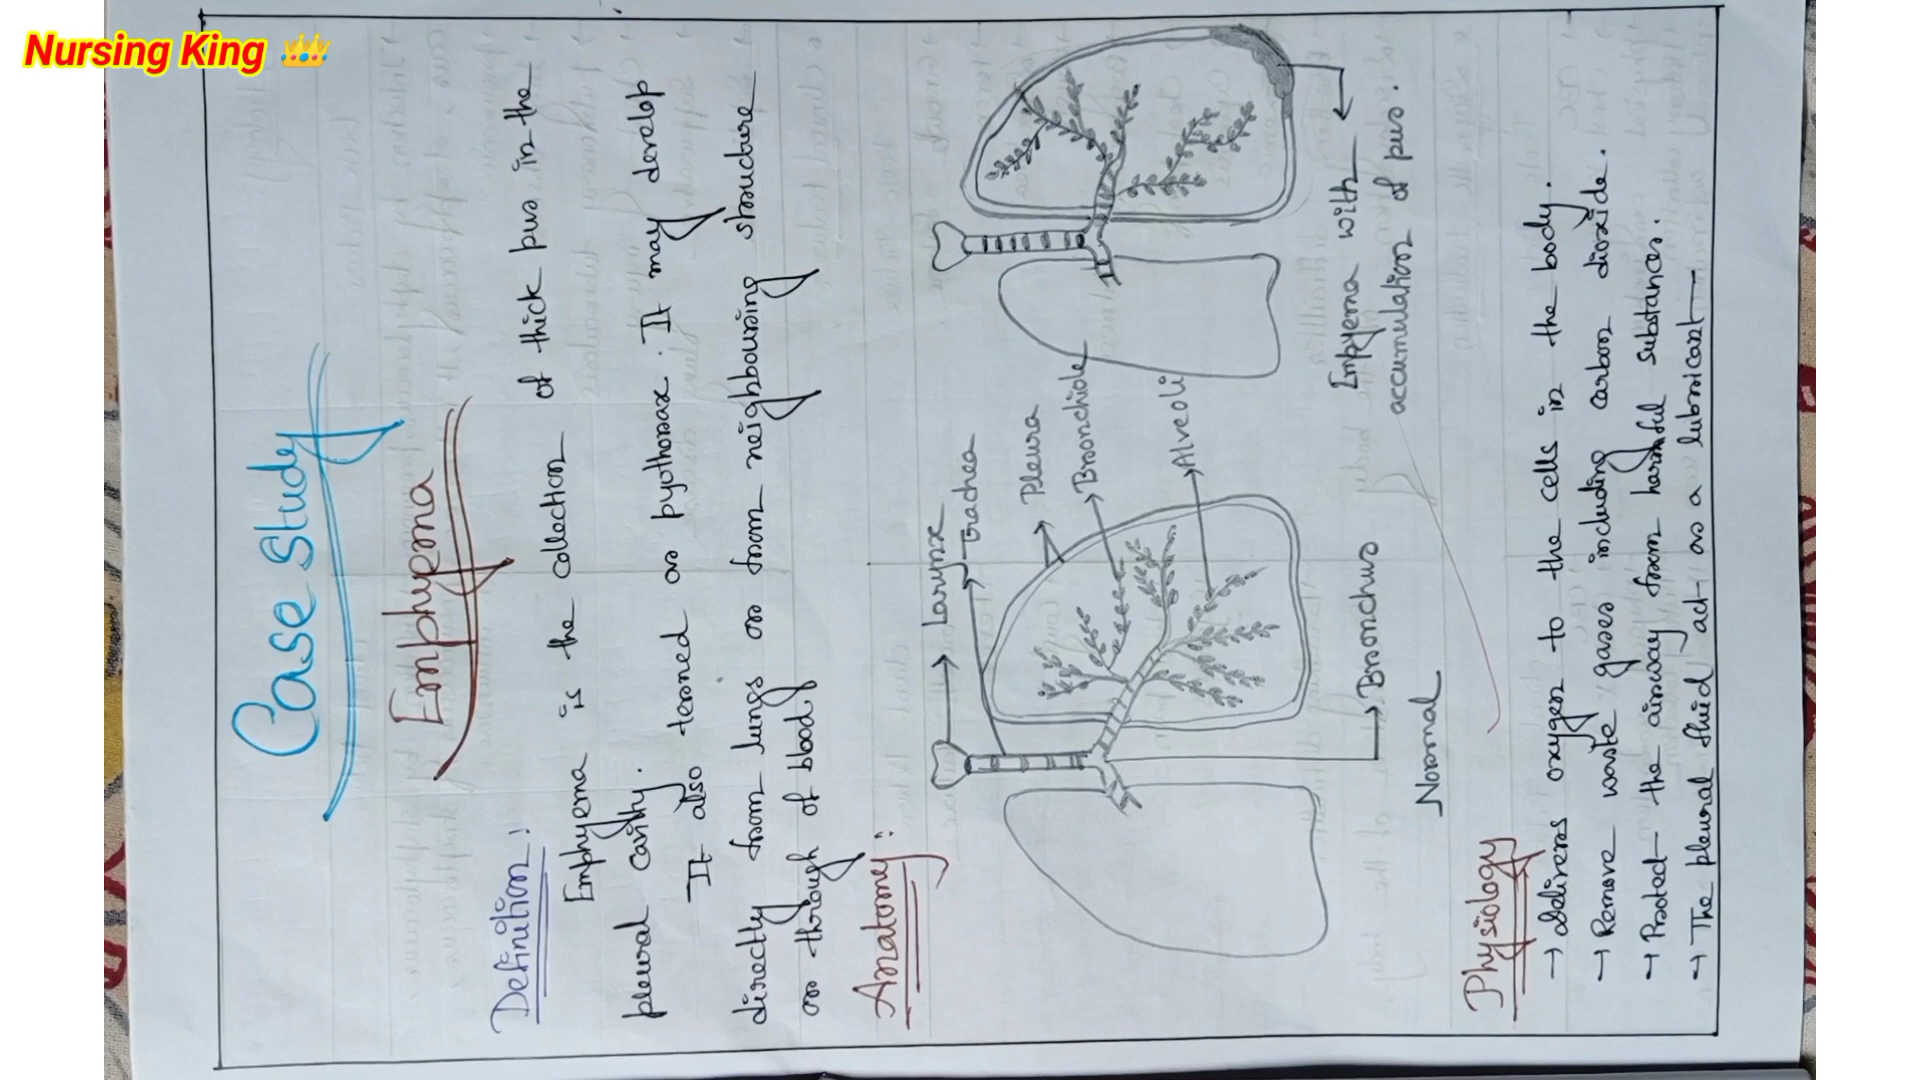 Nursing King 👑
Case Study
Emphyema
Definition :
Emphyema is the collection of thick pus in the
pleural cavity.
It also termed as pyothorax. It may develop
directly from lungs or from neighbouring structure
or through of bloody
Anatomy :
Larynx
trachea
Pleura
Bronchiole
Alveoli
Bronchus
Normal
Empyema with
accumulation of pus.
Physiology
→ delivers oxygen to the cells in the body.
→ Remove waste gases including carbon dioxide.
→ Protect the airway from harmful substances.
→ The pleural fluid act as a lubricant